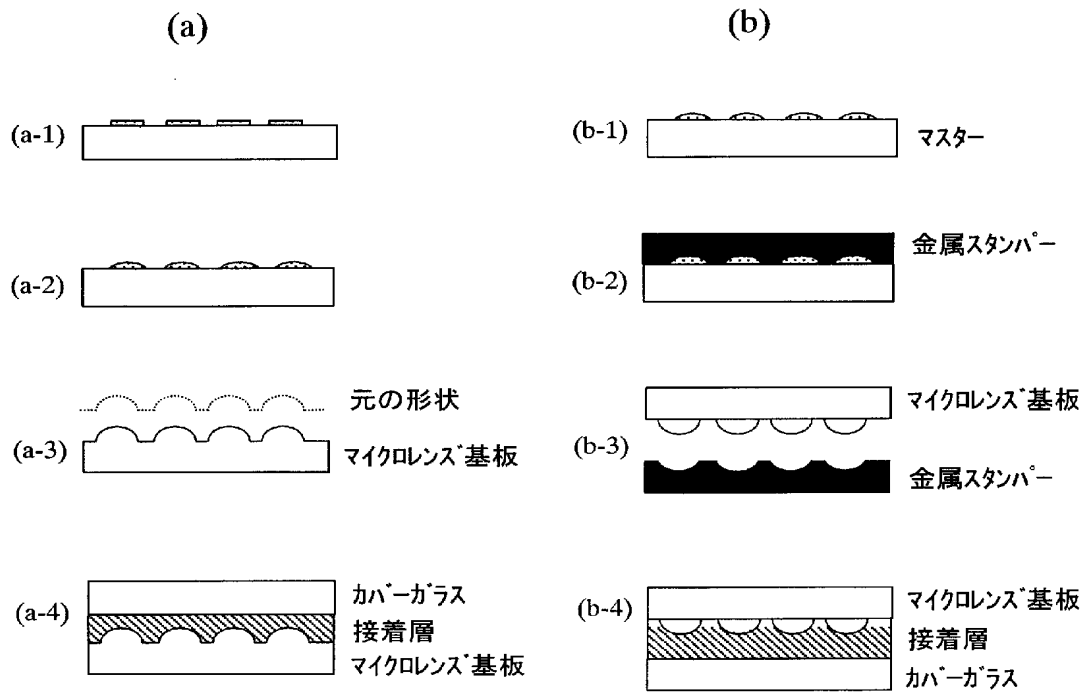 (a)
(a-1)
(a-2)
元の形状
(a-3)
マイクロレンズ基板
(a-4)
カバーガラス
接着層
マイクロレンズ基板
(b)
(b-1)
マスター
金属スタンパー
(b-2)
マイクロレンズ基板
(b-3)
金属スタンパー
(b-4)
マイクロレンズ基板
接着層
カバーガラス